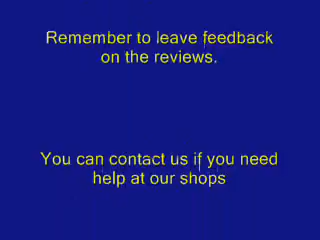 Remember to leave feedback
on the reviews.
You can contact us if you need
help at our shops